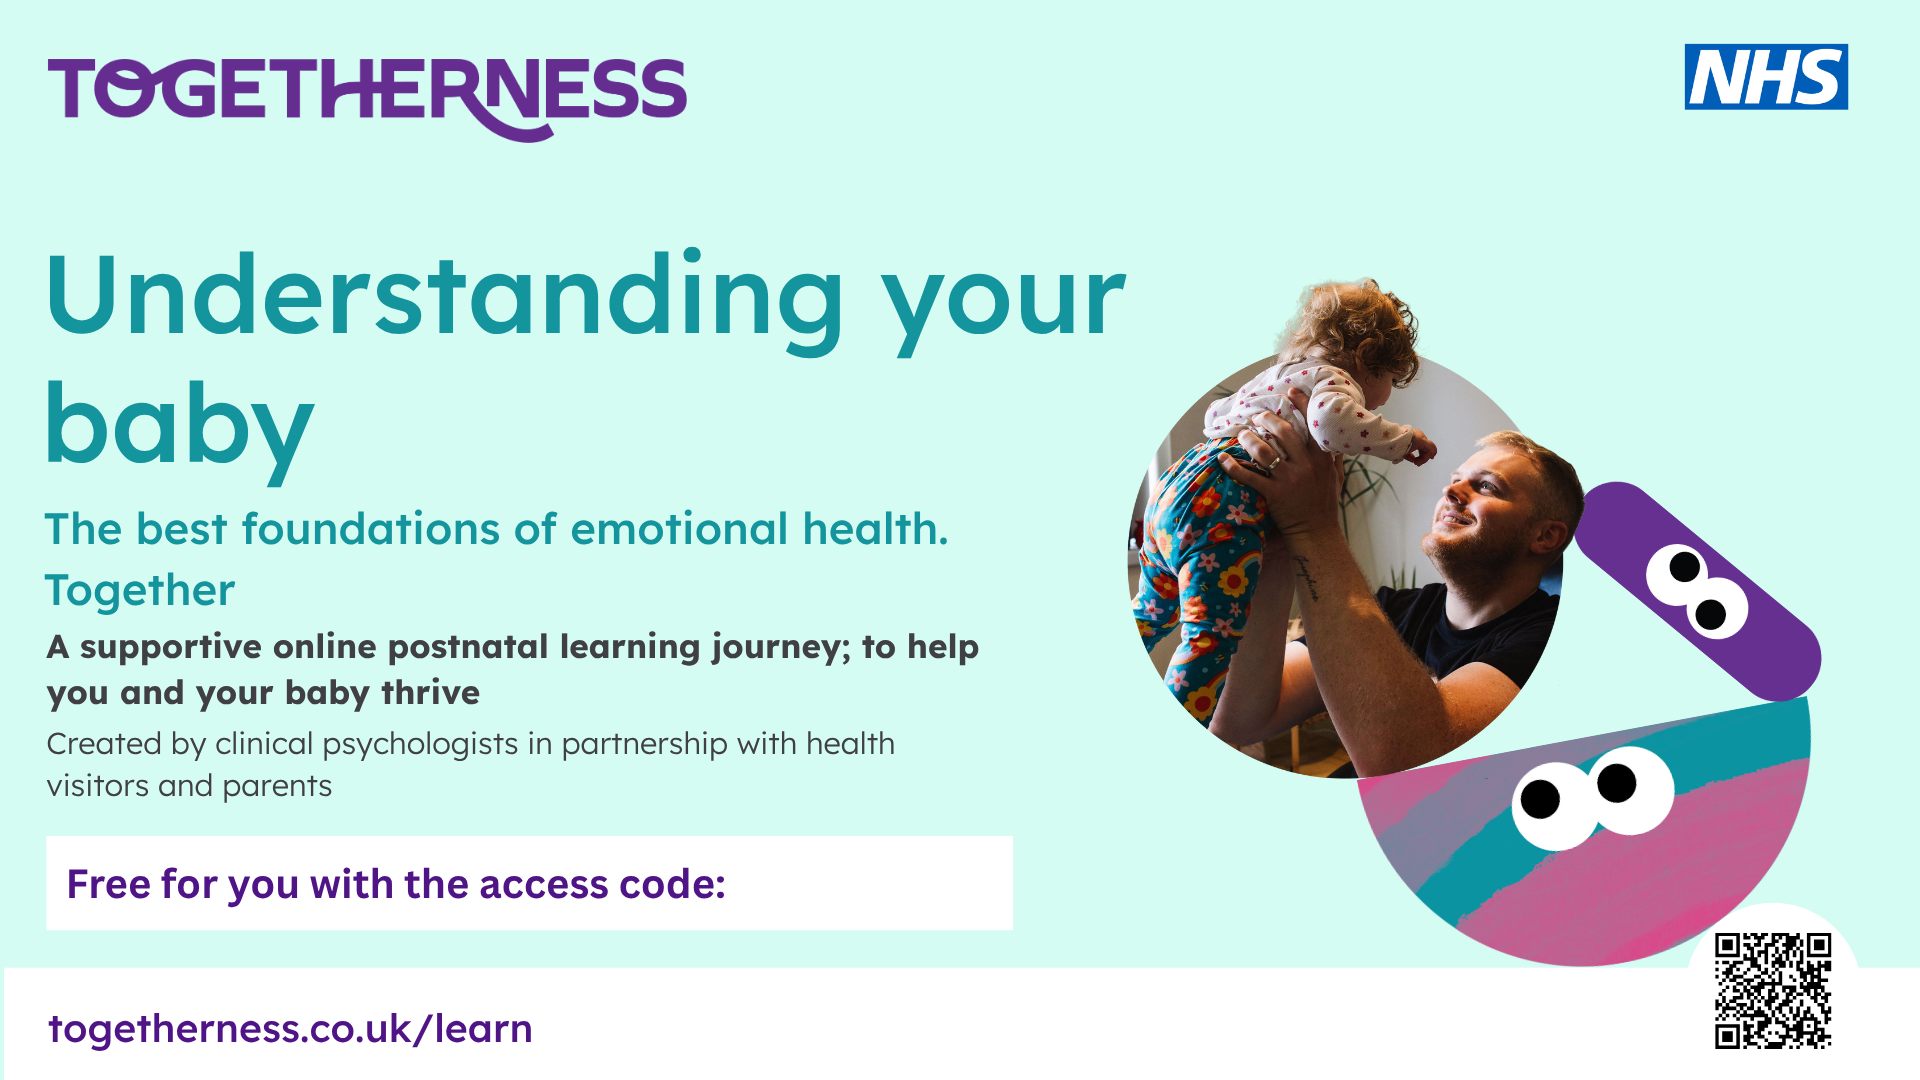 TOGETHERNESS
NHS
Understanding your
baby
The best foundations of emotional health.
Together
A supportive online postnatal learning journey; to help
you and your baby thrive
Created by clinical psychologists in partnership with health
visitors and parents
Free for you with the access code:
togetherness.co.uk/learn